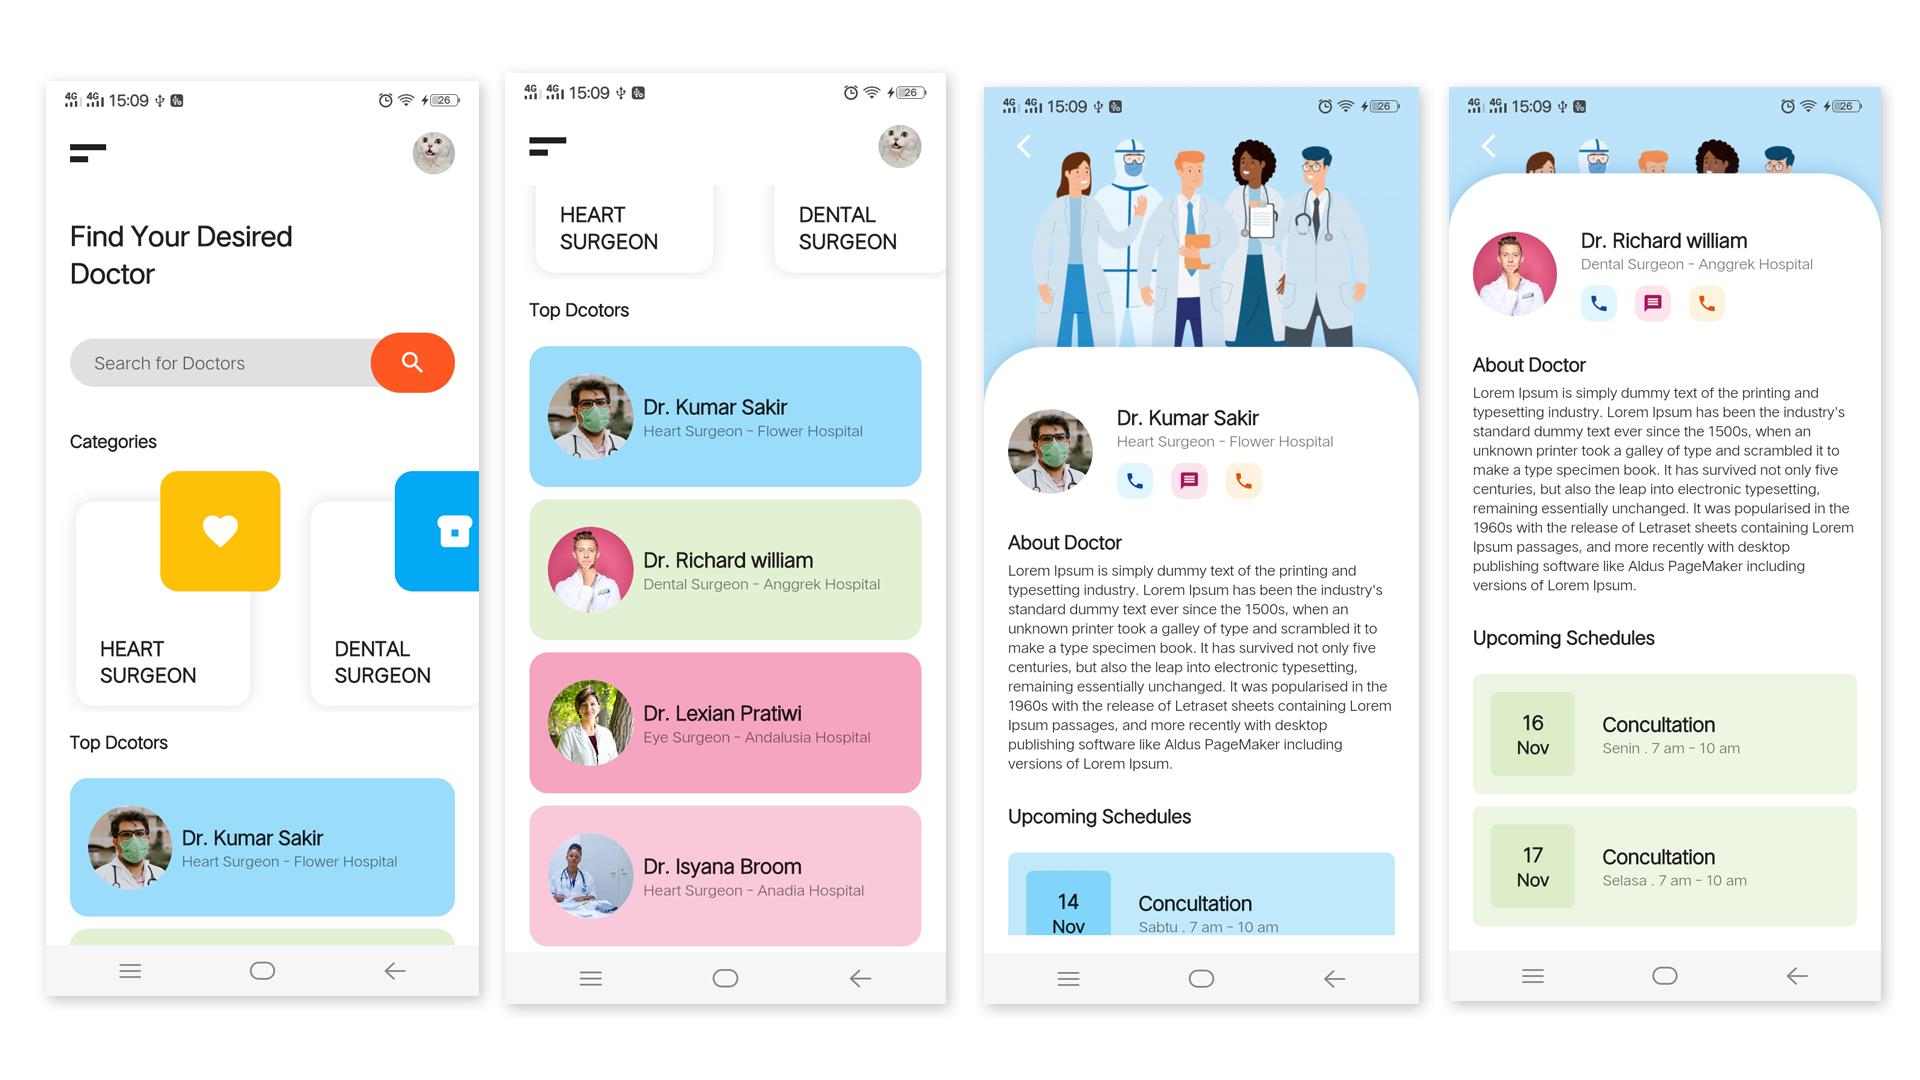 4G 4G 15:09 26
Find Your Desired
Doctor
Search for Doctors
Categories
HEART
SURGEON
DENTAL
SURGEON
Top Dcotors
Dr. Kumar Sakir
Heart Surgeon - Flower Hospital
4G 4G 15:09 26
HEART
SURGEON
DENTAL
SURGEON
Top Dcotors
Dr. Kumar Sakir
Heart Surgeon - Flower Hospital
Dr. Richard william
Dental Surgeon - Anggrek Hospital
Dr. Lexian Pratiwi
Eye Surgeon - Andalusia Hospital
Dr. Isyana Broom
Heart Surgeon - Anadia Hospital
4G 4G 15:09 26
Dr. Kumar Sakir
Heart Surgeon - Flower Hospital
About Doctor
Lorem Ipsum is simply dummy text of the printing and
typesetting industry. Lorem Ipsum has been the industry's
standard dummy text ever since the 1500s, when an
unknown printer took a galley of type and scrambled it to
make a type specimen book. It has survived not only five
centuries, but also the leap into electronic typesetting,
remaining essentially unchanged. It was popularised in the
1960s with the release of Letraset sheets containing Lorem
Ipsum passages, and more recently with desktop
publishing software like Aldus PageMaker including
versions of Lorem Ipsum.
Upcoming Schedules
14
Nov
Concultation
Sabtu . 7 am - 10 am
4G 4G 15:09 26
Dr. Richard william
Dental Surgeon - Anggrek Hospital
About Doctor
Lorem Ipsum is simply dummy text of the printing and
typesetting industry. Lorem Ipsum has been the industry's
standard dummy text ever since the 1500s, when an
unknown printer took a galley of type and scrambled it to
make a type specimen book. It has survived not only five
centuries, but also the leap into electronic typesetting,
remaining essentially unchanged. It was popularised in the
1960s with the release of Letraset sheets containing Lorem
Ipsum passages, and more recently with desktop
publishing software like Aldus PageMaker including
versions of Lorem Ipsum.
Upcoming Schedules
16
Nov
Concultation
Senin . 7 am - 10 am
17
Nov
Concultation
Selasa . 7 am - 10 am